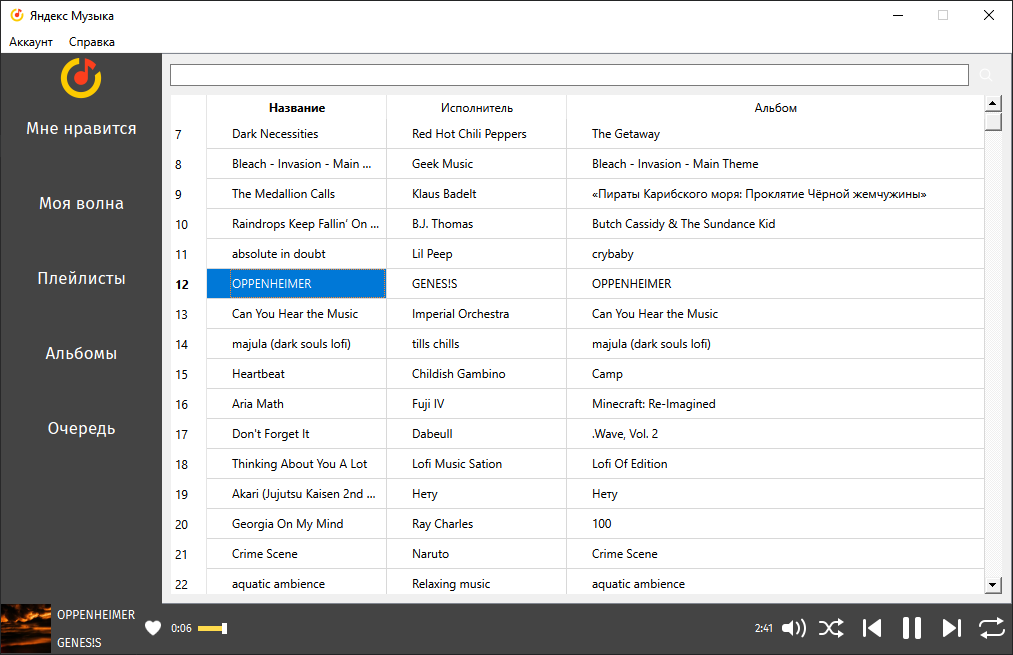 Яндекс Музыка
Аккаунт Справка
Мне нравится
Моя волна
Плейлисты
Альбомы
Очередь
Название Исполнитель Альбом
7 Dark Necessities Red Hot Chili Peppers The Getaway
8 Bleach - Invasion - Main ... Geek Music Bleach - Invasion - Main Theme
9 The Medallion Calls Klaus Badelt «Пираты Карибского моря: Проклятие Чёрной жемчужины»
10 Raindrops Keep Fallin' On ... B.J. Thomas Butch Cassidy & The Sundance Kid
11 absolute in doubt Lil Peep crybaby
12 OPPENHEIMER GENES!S OPPENHEIMER
13 Can You Hear the Music Imperial Orchestra Can You Hear the Music
14 majula (dark souls lofi) tills chills majula (dark souls lofi)
15 Heartbeat Childish Gambino Camp
16 Aria Math Fuji IV Minecraft: Re-Imagined
17 Don't Forget It Dabeull .Wave, Vol. 2
18 Thinking About You A Lot Lofi Music Sation Lofi Of Edition
19 Akari (Jujutsu Kaisen 2nd ... Нету Нету
20 Georgia On My Mind Ray Charles 100
21 Crime Scene Naruto Crime Scene
22 aquatic ambience Relaxing music aquatic ambience
OPPENHEIMER
GENES!S
0:06 2:41